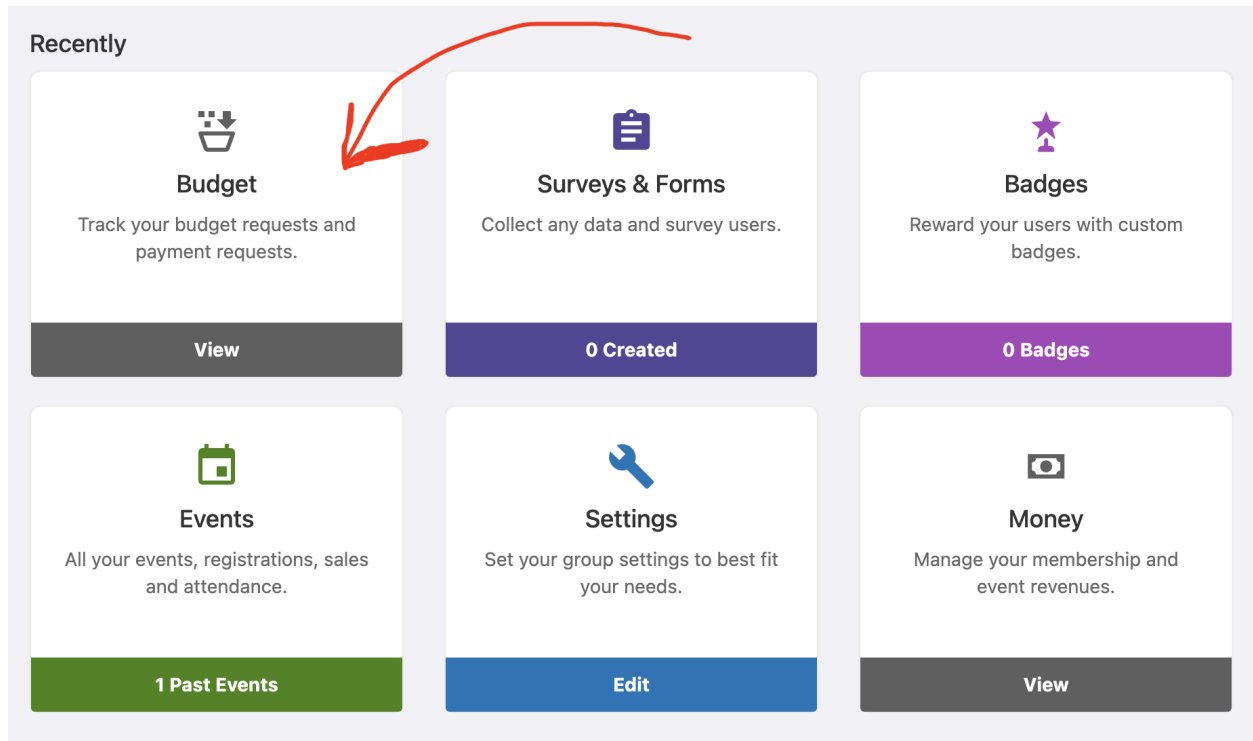 Recently
Budget
Track your budget requests and
payment requests.
View
Surveys & Forms
Collect any data and survey users.
0 Created
Badges
Reward your users with custom
badges.
0 Badges
Events
All your events, registrations, sales
and attendance.
1 Past Events
Settings
Set your group settings to best fit
your needs.
Edit
Money
Manage your membership and
event revenues.
View